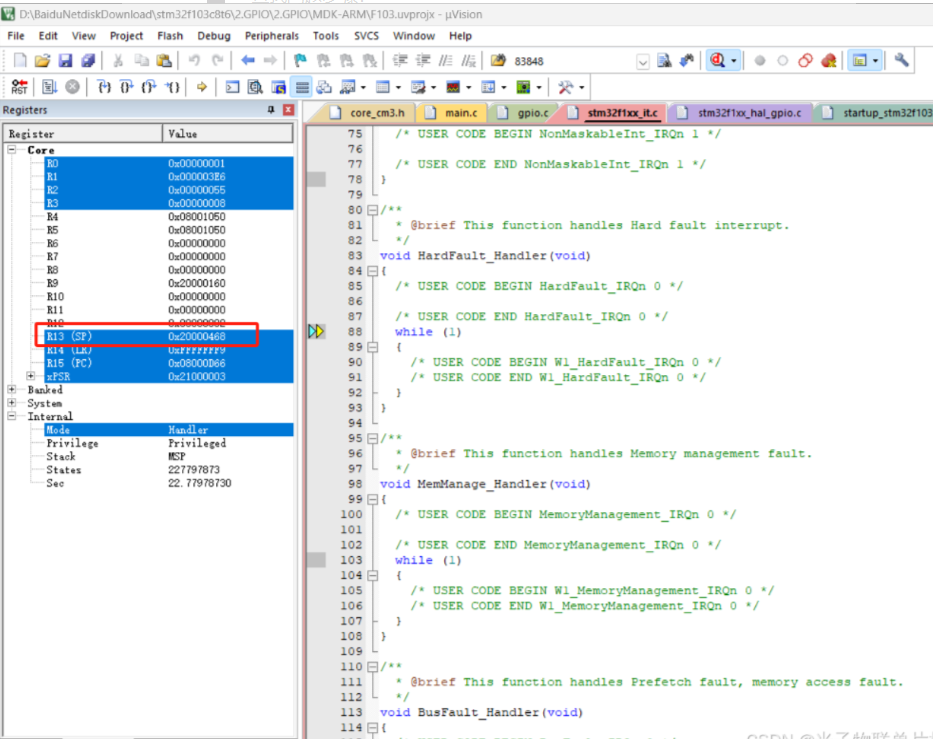 D:\BaiduNetdiskDownload\stm32f103c8t6\2.GPIO\2.GPIO\MDK-ARM\F103.uvprojx - µVision
File Edit View Project Flash Debug Peripherals Tools SVCS Window Help
83848
RST
Registers
core_cm3.h main.c gpio.c stm32f1xx_it.c stm32f1xx_hal_gpio.c startup_stm32f103
Register Value
Core
R0 0x00000001
R1 0x000003E6
R2 0x00000055
R3 0x00000008
R4 0x08001050
R5 0x08001050
R6 0x00000000
R7 0x00000000
R8 0x00000000
R9 0x20000160
R10 0x00000000
R11 0x00000000
R12
R13 (SP) 0x20000468
R14 (LR) 0xFFFFFFF9
R15 (PC) 0x08000D66
xPSR 0x21000003
Banked
System
Internal
Mode Handler
Privilege Privileged
Stack MSP
States 227797873
Sec 22.77978730
75 /* USER CODE BEGIN NonMaskableInt_IRQn 1 */
76
77 /* USER CODE END NonMaskableInt_IRQn 1 */
78 }
79
80 /**
81 * @brief This function handles Hard fault interrupt.
82 */
83 void HardFault_Handler(void)
84 {
85 /* USER CODE BEGIN HardFault_IRQn 0 */
86
87 /* USER CODE END HardFault_IRQn 0 */
88 while (1)
89 {
90 /* USER CODE BEGIN W1_HardFault_IRQn 0 */
91 /* USER CODE END W1_HardFault_IRQn 0 */
92 }
93 }
94
95 /**
96 * @brief This function handles Memory management fault.
97 */
98 void MemManage_Handler(void)
99 {
100 /* USER CODE BEGIN MemoryManagement_IRQn 0 */
101
102 /* USER CODE END MemoryManagement_IRQn 0 */
103 while (1)
104 {
105 /* USER CODE BEGIN W1_MemoryManagement_IRQn 0 */
106 /* USER CODE END W1_MemoryManagement_IRQn 0 */
107 }
108 }
109
110 /**
111 * @brief This function handles Prefetch fault, memory access fault.
112 */
113 void BusFault_Handler(void)
114 {